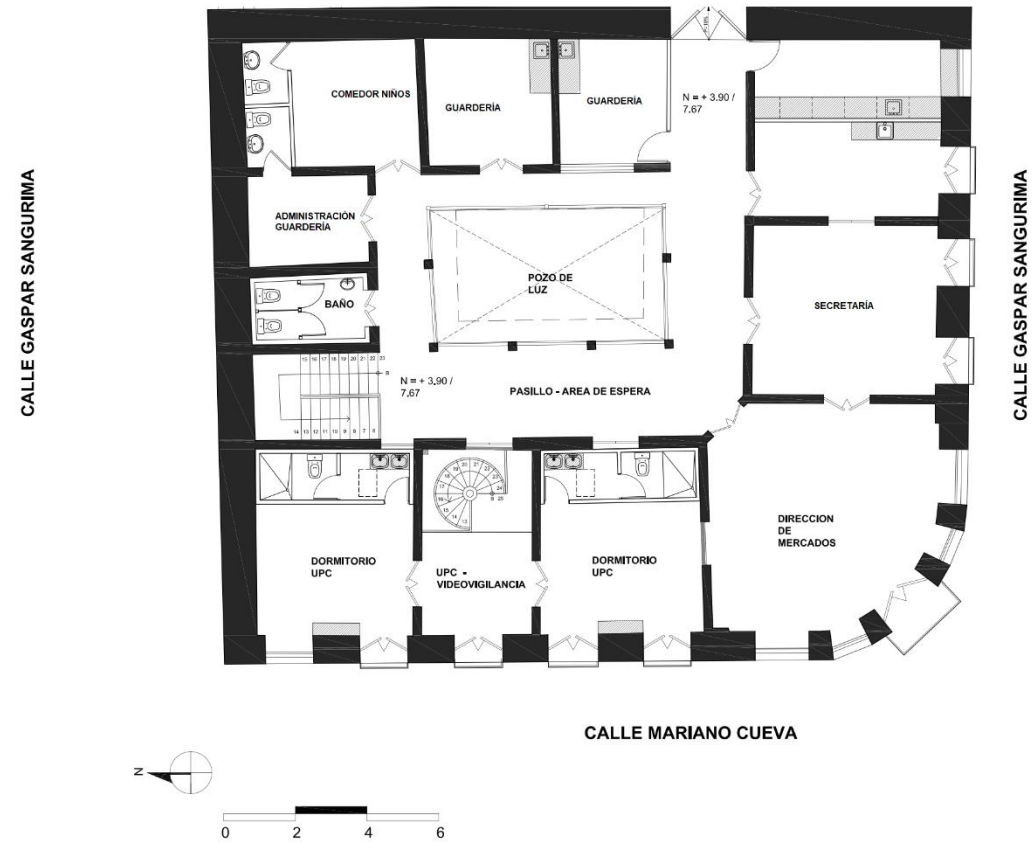 COMEDOR NIÑOS
GUARDERÍA
GUARDERÍA
N = + 3.90 /
7.67
CALLE GASPAR SANGURIMA
CALLE GASPAR SANGURIMA
ADMINISTRACIÓN
GUARDERÍA
POZO DE
LUZ
BAÑO
SECRETARÍA
15 16 17 18 19 20 21 22 23
N = + 3.90 /
7.67
PASILLO - AREA DE ESPERA
14 13 12 11 10 9 8 7 6
DIRECCION
DE
MERCADOS
DORMITORIO
UPC
UPC -
VIDEOVIGILANCIA
DORMITORIO
UPC
CALLE MARIANO CUEVA
N
0 2 4 6